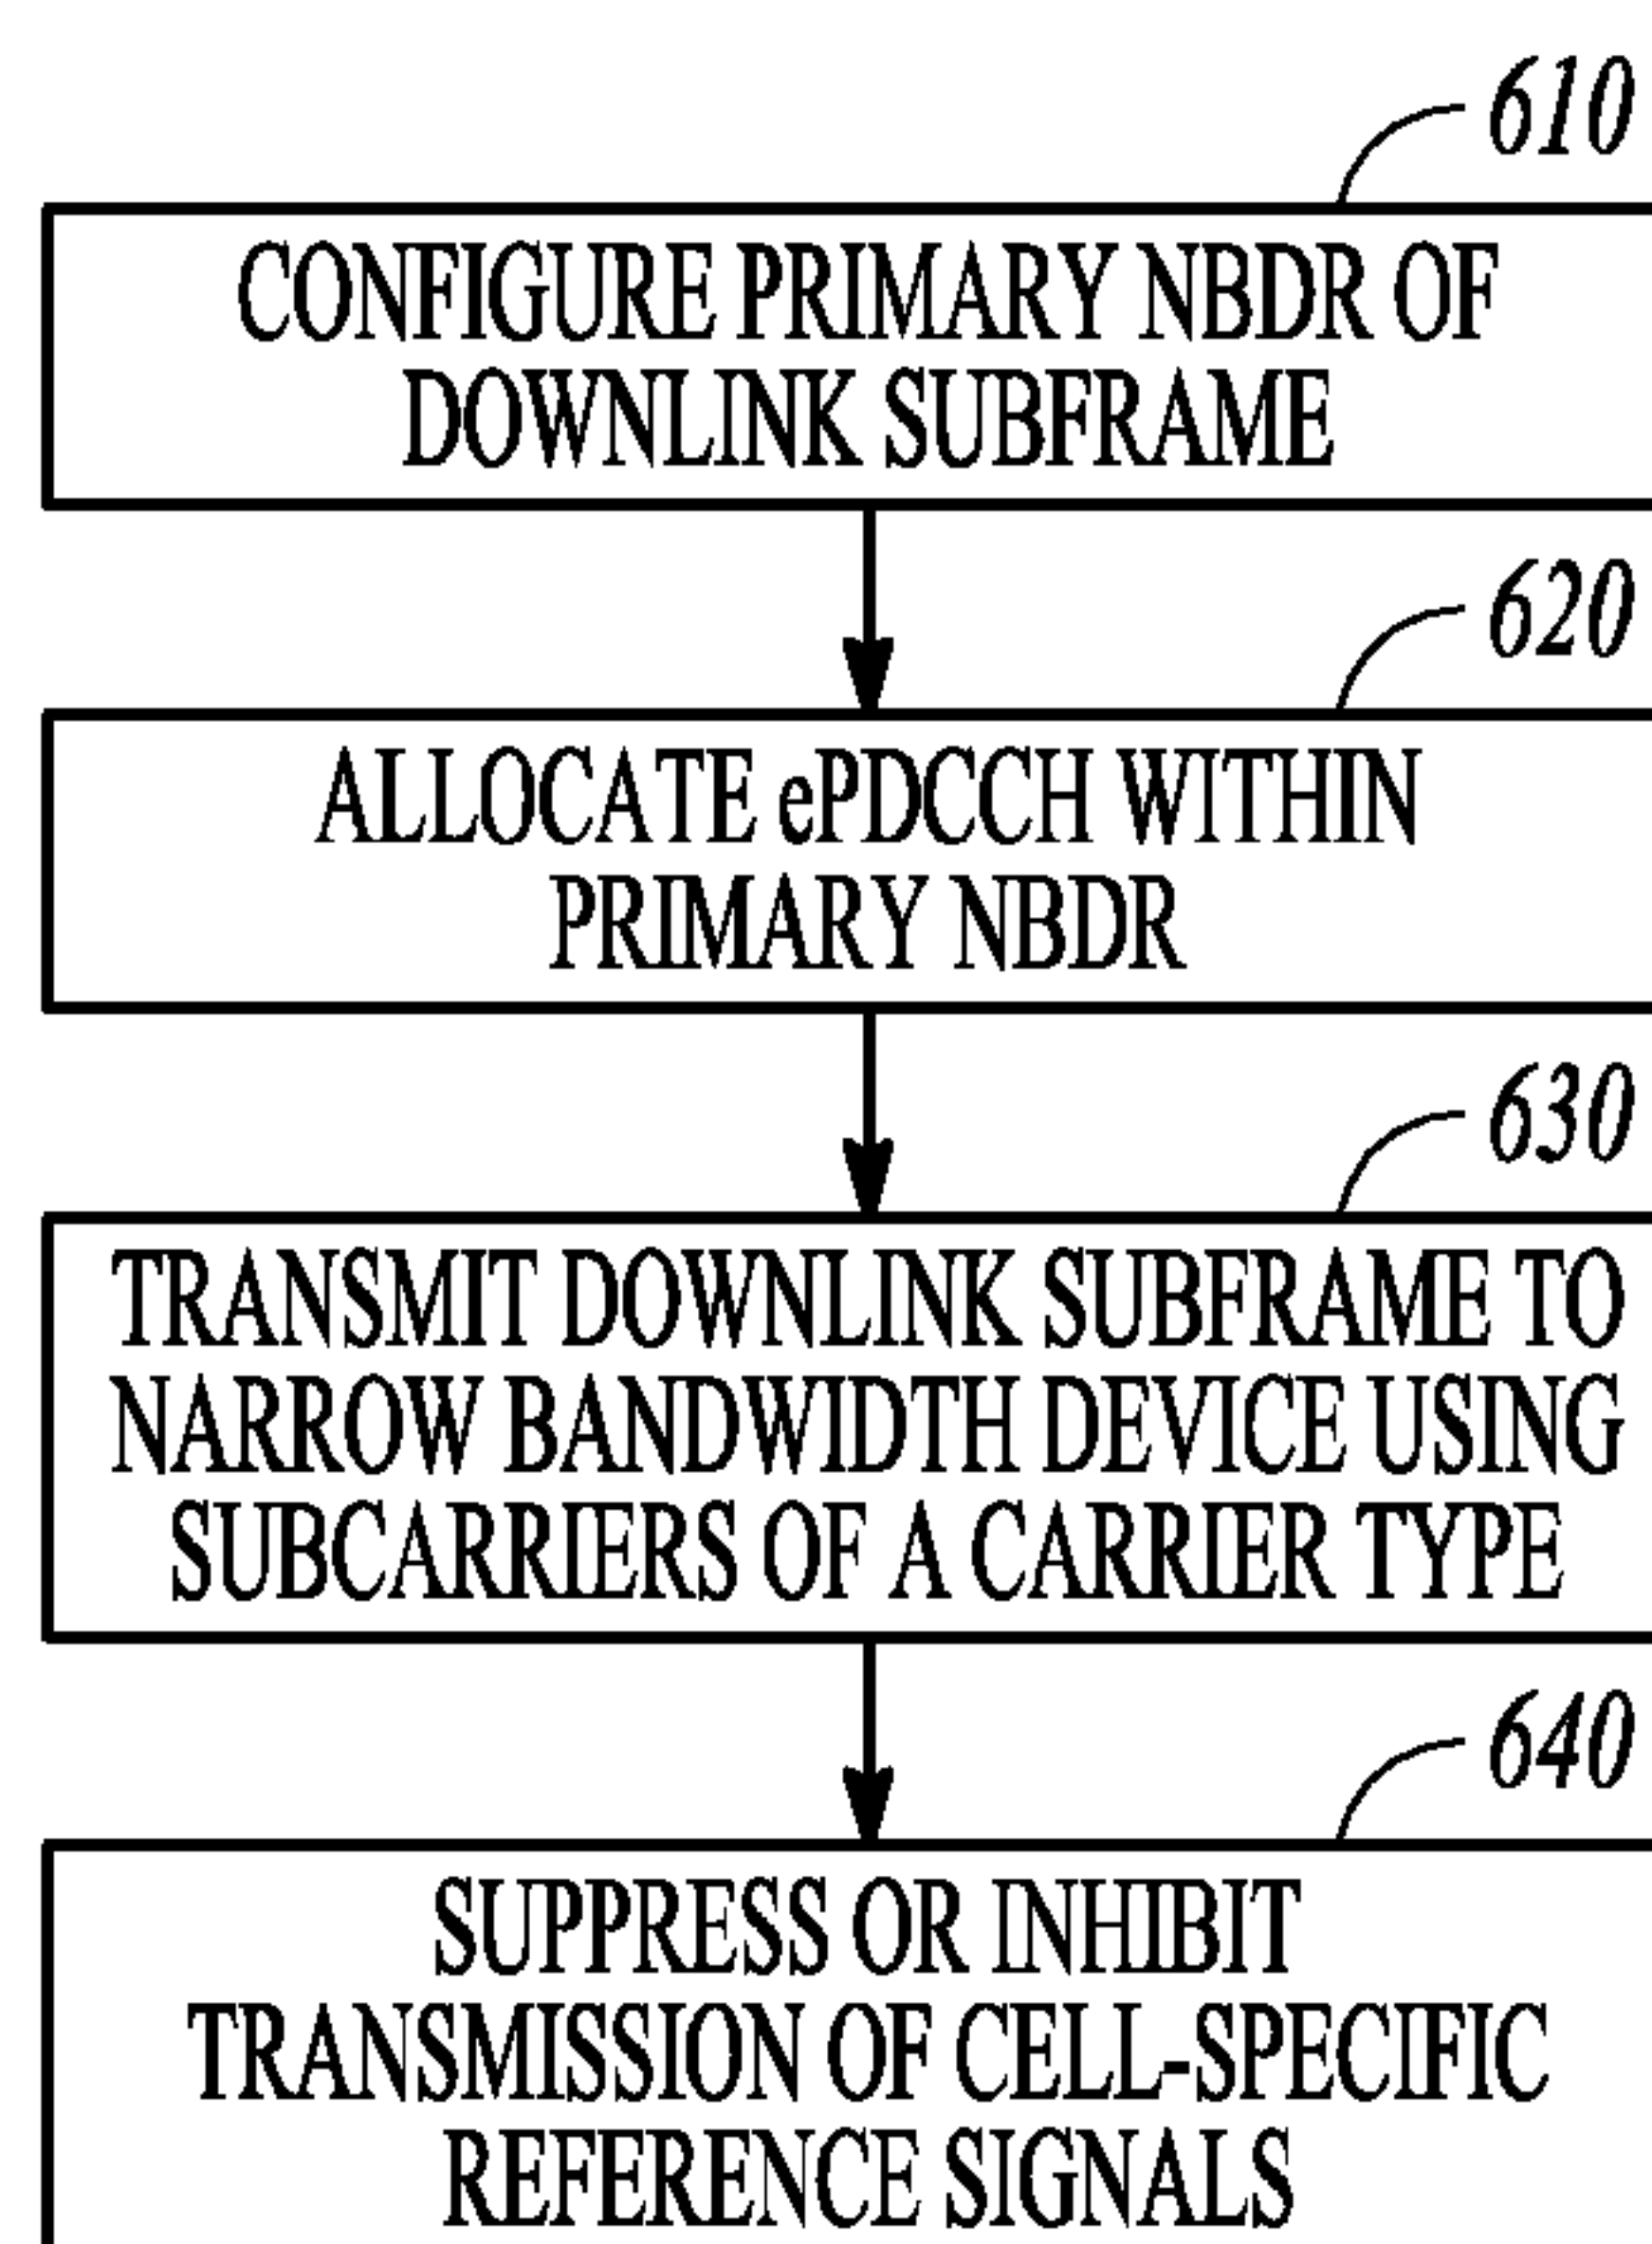 610
CONFIGURE PRIMARY NBDR OF
DOWNLINK SUBFRAME
620
ALLOCATE ePDCCH WITHIN
PRIMARY NBDR
630
TRANSMIT DOWNLINK SUBFRAME TO
NARROW BANDWIDTH DEVICE USING
SUBCARRIERS OF A CARRIER TYPE
640
SUPPRESS OR INHIBIT
TRANSMISSION OF CELL-SPECIFIC
REFERENCE SIGNALS